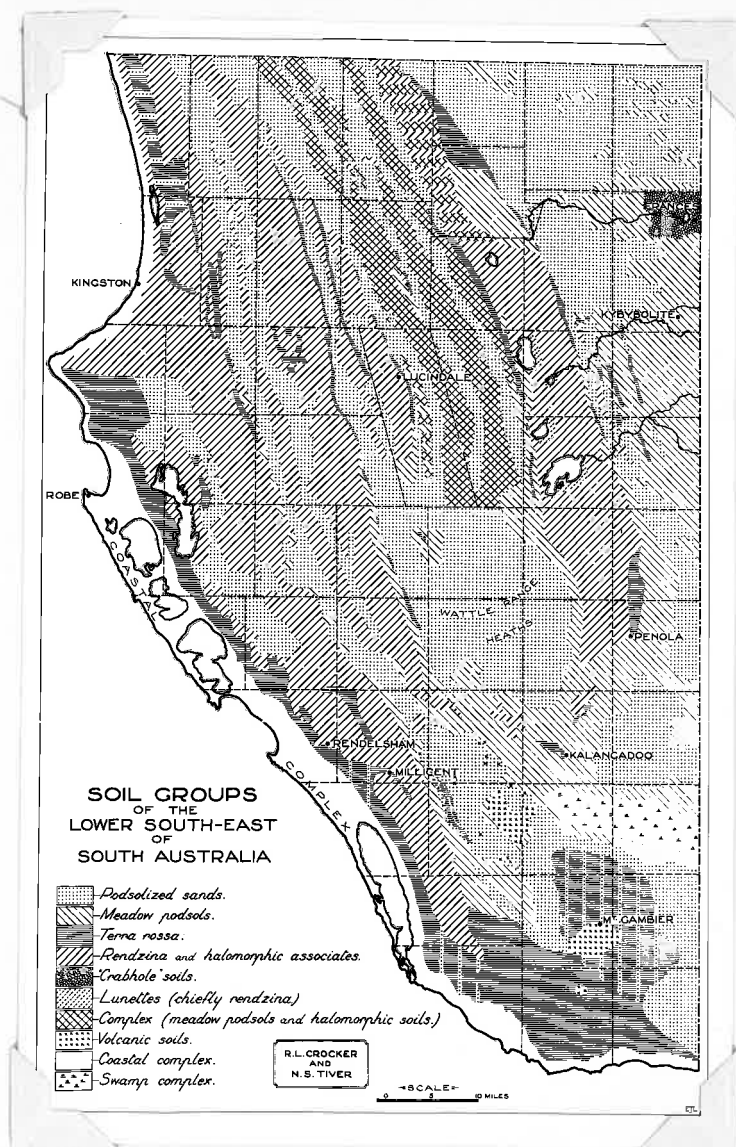 FRANCES
KINGSTON
KYBYBOLITE
LUCINDALE
ROBE
COASTAL
WATTLE RANGE
HEATHS
PENOLA
RENDELSHAM
KALANGADOO
COMPLEX
MILLICENT
SOIL GROUPS
OF THE
LOWER SOUTH-EAST
OF
SOUTH AUSTRALIA
Mt GAMBIER
Podsolized sands.
Meadow podsols.
Terra rossa.
Rendzina and halomorphic associates.
'Crabhole' soils.
Lunettes (chiefly rendzina)
Complex (meadow podsols and halomorphic soils.)
Volcanic soils.
Coastal complex.
Swamp complex.
R.L. CROCKER
AND
N.S. TIVER
SCALE
0 5 10 MILES